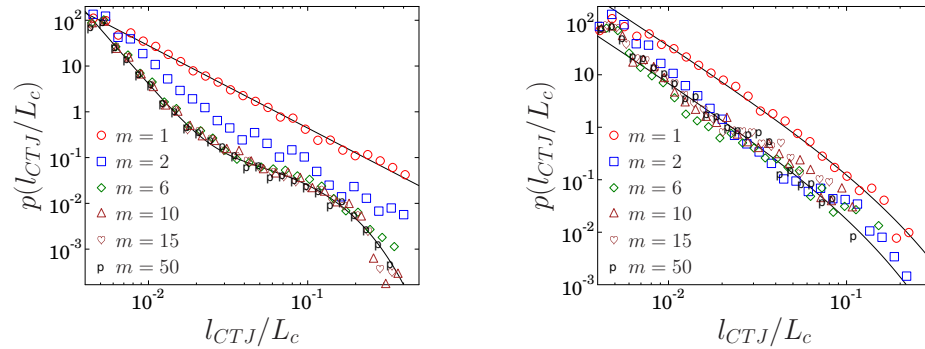 p(l_{CTJ}/L_c)
10^2
10
1
10^{-1}
10^{-2}
10^{-3}
m = 1
m = 2
m = 6
m = 10
m = 15
p m = 50
10^{-2} 10^{-1}
l_{CTJ}/L_c
p(l_{CTJ}/L_c)
10^2
10
1
10^{-1}
10^{-2}
10^{-3}
m = 1
m = 2
m = 6
m = 10
m = 15
p m = 50
10^{-2} 10^{-1}
l_{CTJ}/L_c